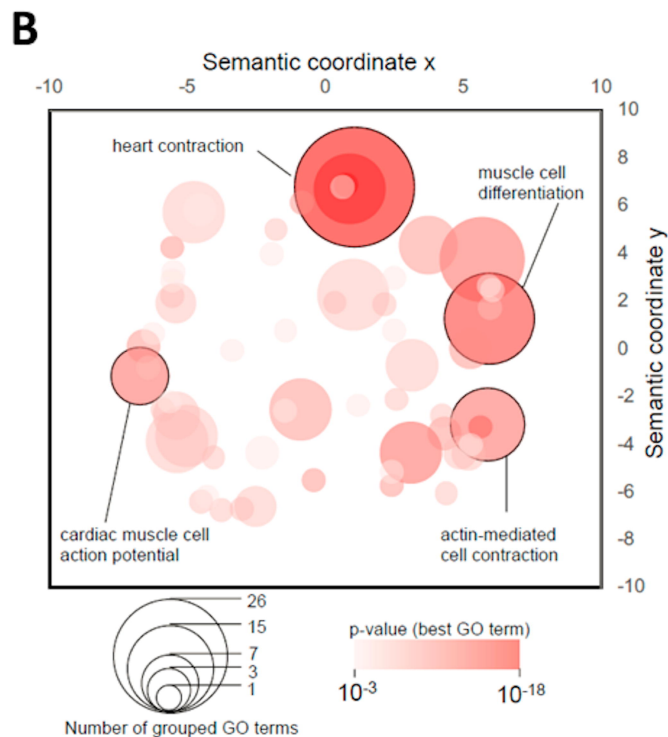 B
Semantic coordinate x
-10 -5 0 5 10
10
8
6
4
2
0
-2
-4
-6
-8
-10
Semantic coordinate y
heart contraction
muscle cell
differentiation
cardiac muscle cell
action potential
actin-mediated
cell contraction
26
15
7
3
1
Number of grouped GO terms
p-value (best GO term)
10⁻³ 10⁻¹⁸